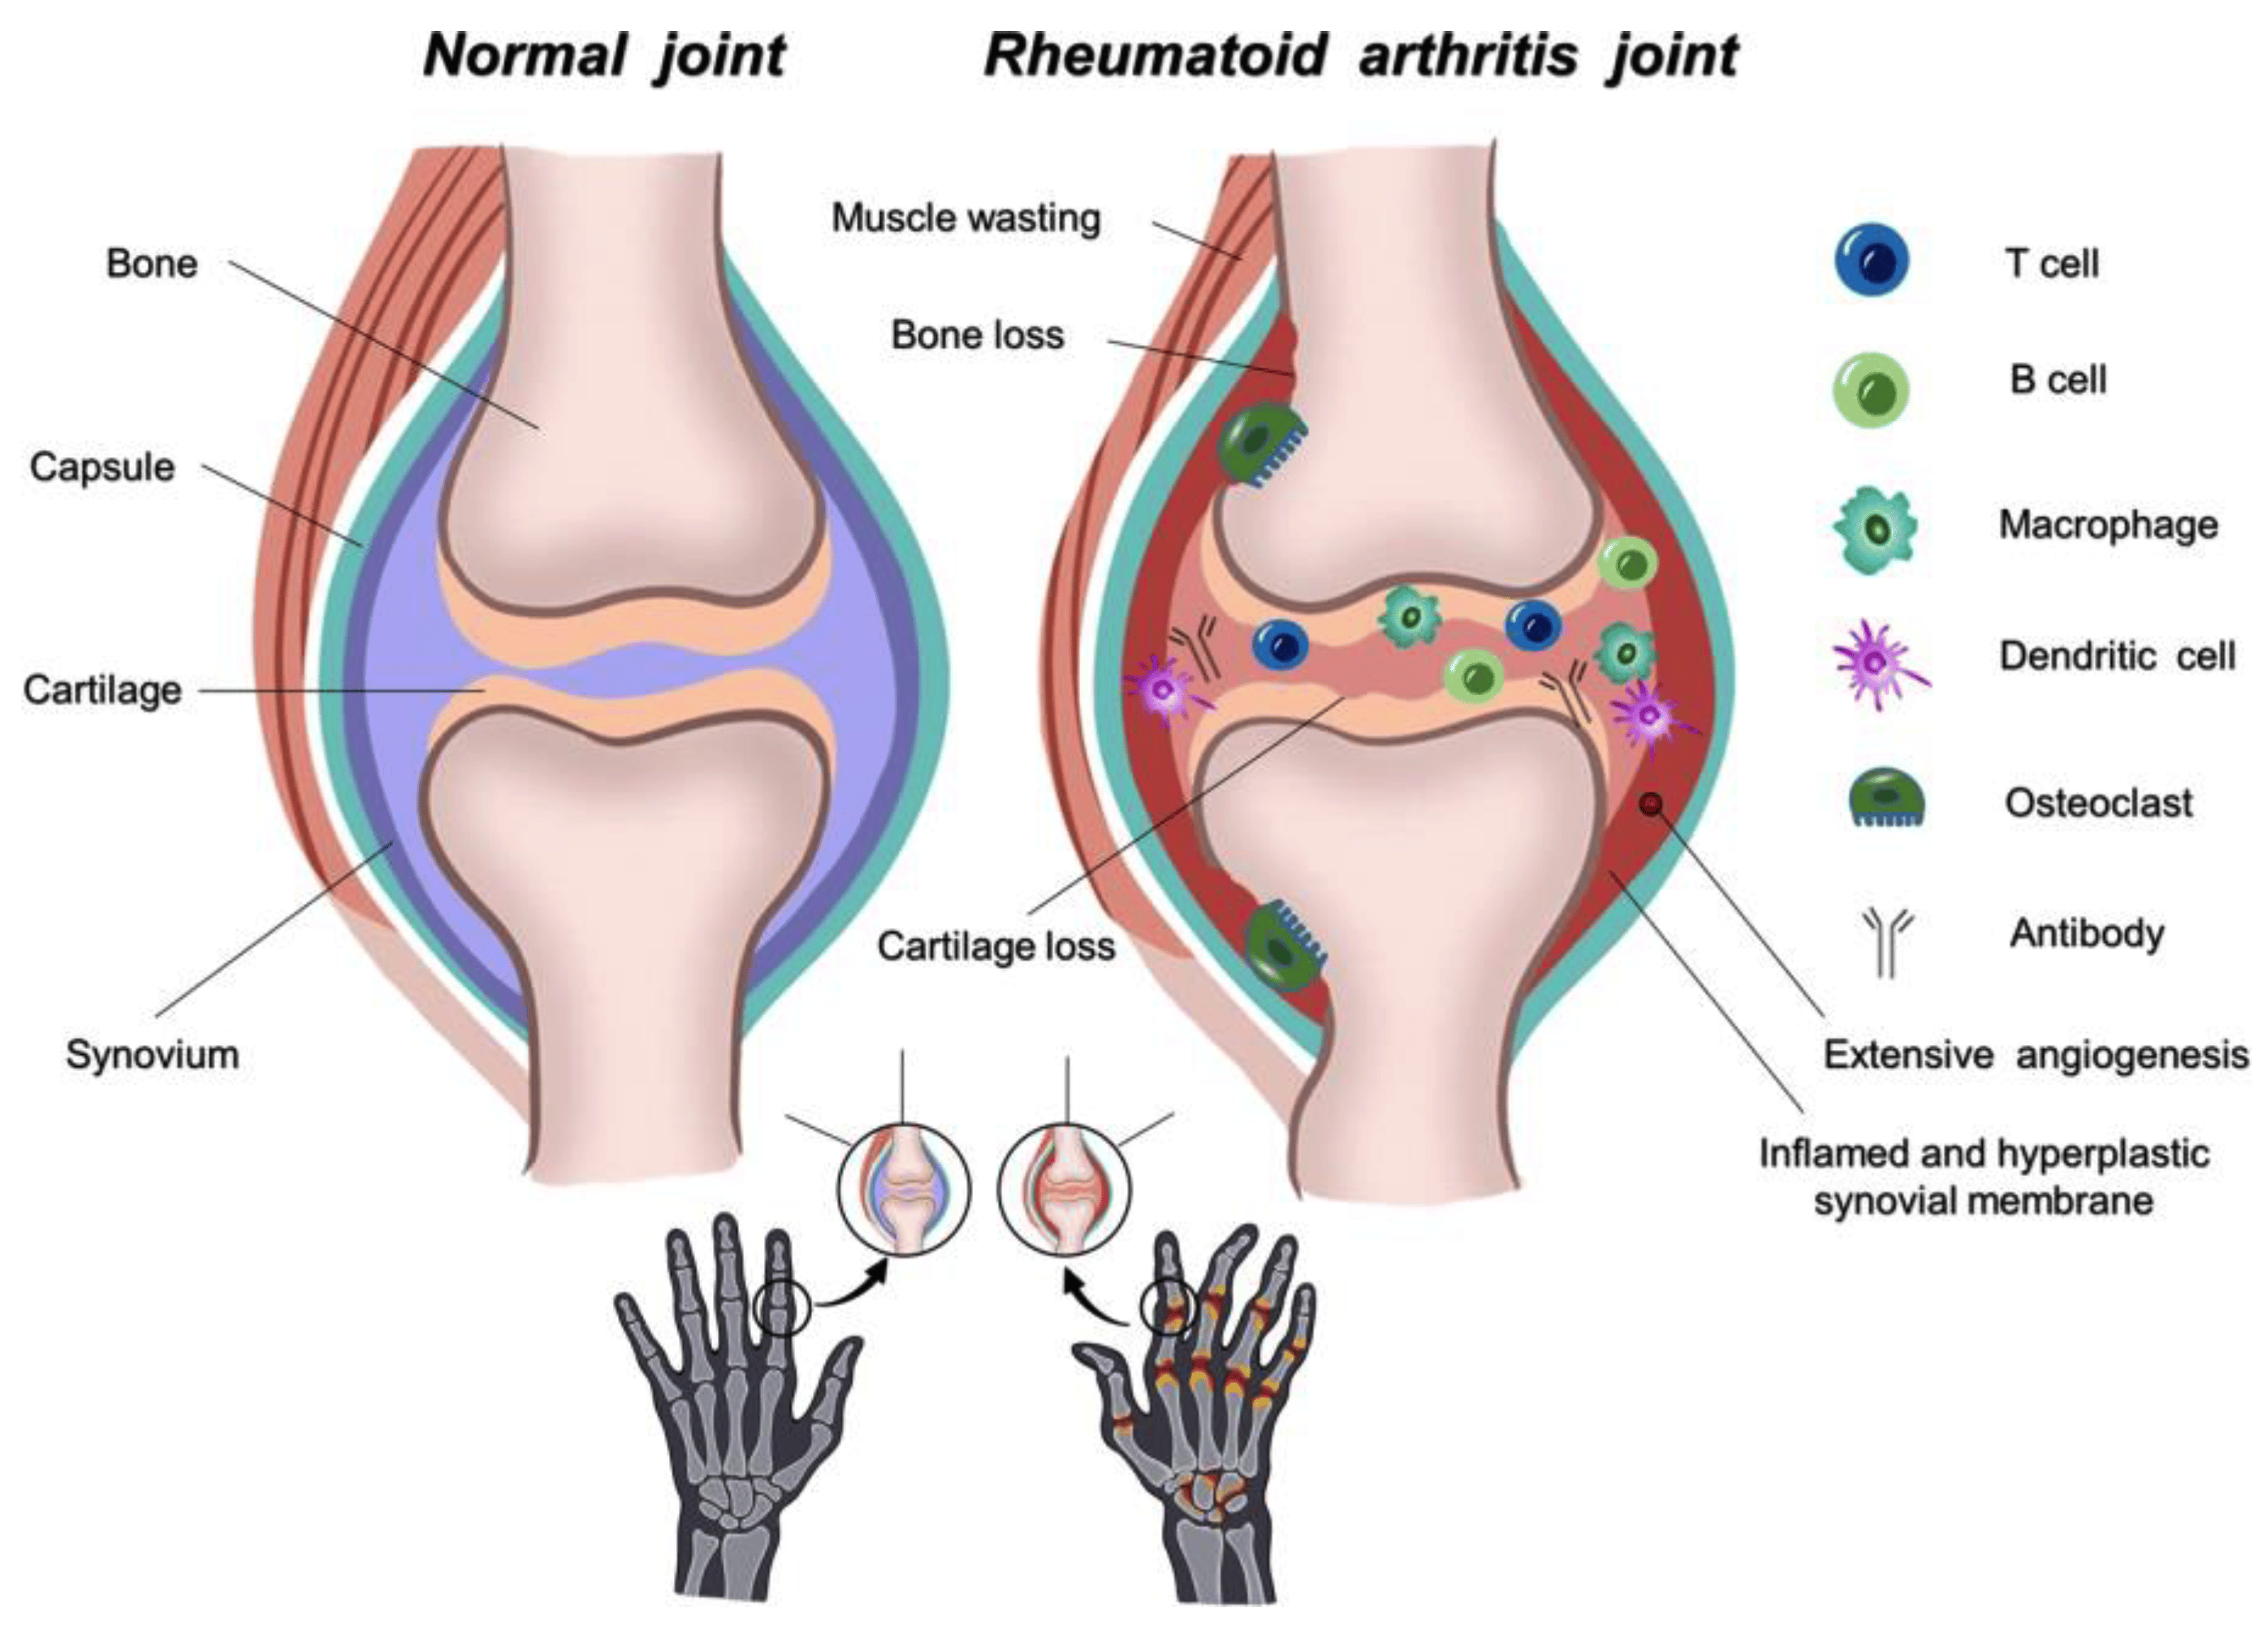 Normal joint
Rheumatoid arthritis joint
Bone
Capsule
Cartilage
Synovium
Muscle wasting
Bone loss
Cartilage loss
T cell
B cell
Macrophage
Dendritic cell
Osteoclast
Antibody
Extensive angiogenesis
Inflamed and hyperplastic
synovial membrane